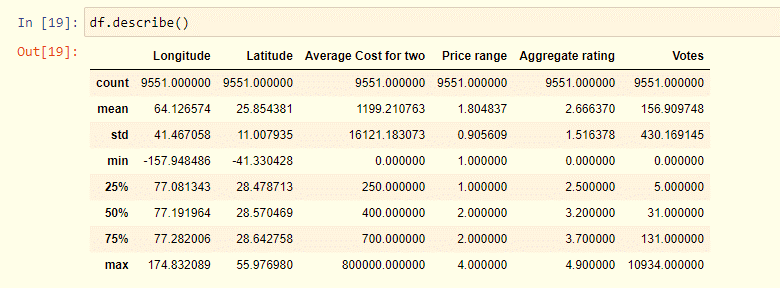 In [19]: df.describe()
Out[19]:
Longitude Latitude Average Cost for two Price range Aggregate rating Votes
count 9551.000000 9551.000000 9551.000000 9551.000000 9551.000000 9551.000000
mean 64.126574 25.854381 1199.210763 1.804837 2.666370 156.909748
std 41.467058 11.007935 16121.183073 0.905609 1.516378 430.169145
min -157.948486 -41.330428 0.000000 1.000000 0.000000 0.000000
25% 77.081343 28.478713 250.000000 1.000000 2.500000 5.000000
50% 77.191964 28.570469 400.000000 2.000000 3.200000 31.000000
75% 77.282006 28.642758 700.000000 2.000000 3.700000 131.000000
max 174.832089 55.976980 800000.000000 4.000000 4.900000 10934.000000